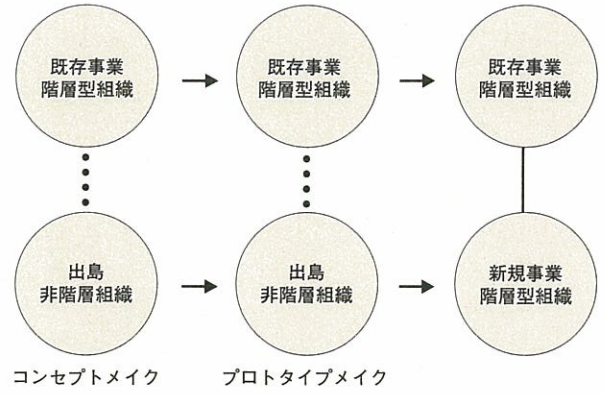 既存事業
階層型組織
既存事業
階層型組織
既存事業
階層型組織
出島
非階層組織
出島
非階層組織
新規事業
階層型組織
コンセプトメイク
プロトタイプメイク